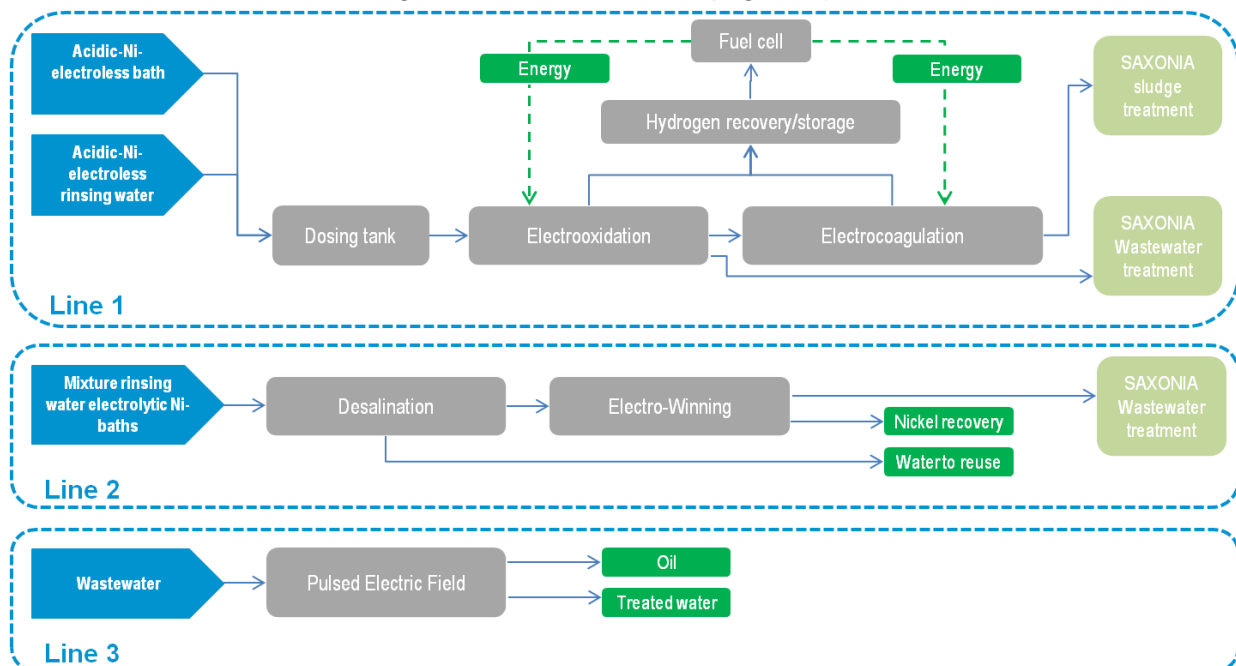 Acidic-Ni-
electroless bath
Fuel cell
Energy
Energy
SAXONIA
sludge
treatment
Hydrogen recovery/storage
Acidic-Ni-
electroless
rinsing water
Dosing tank
Electrooxidation
Electrocoagulation
SAXONIA
Wastewater
treatment
Line 1
Mixture rinsing
water electrolytic Ni-
baths
Desalination
Electro-Winning
SAXONIA
Wastewater
treatment
Nickel recovery
Water to reuse
Line 2
Wastewater
Pulsed Electric Field
Oil
Treated water
Line 3